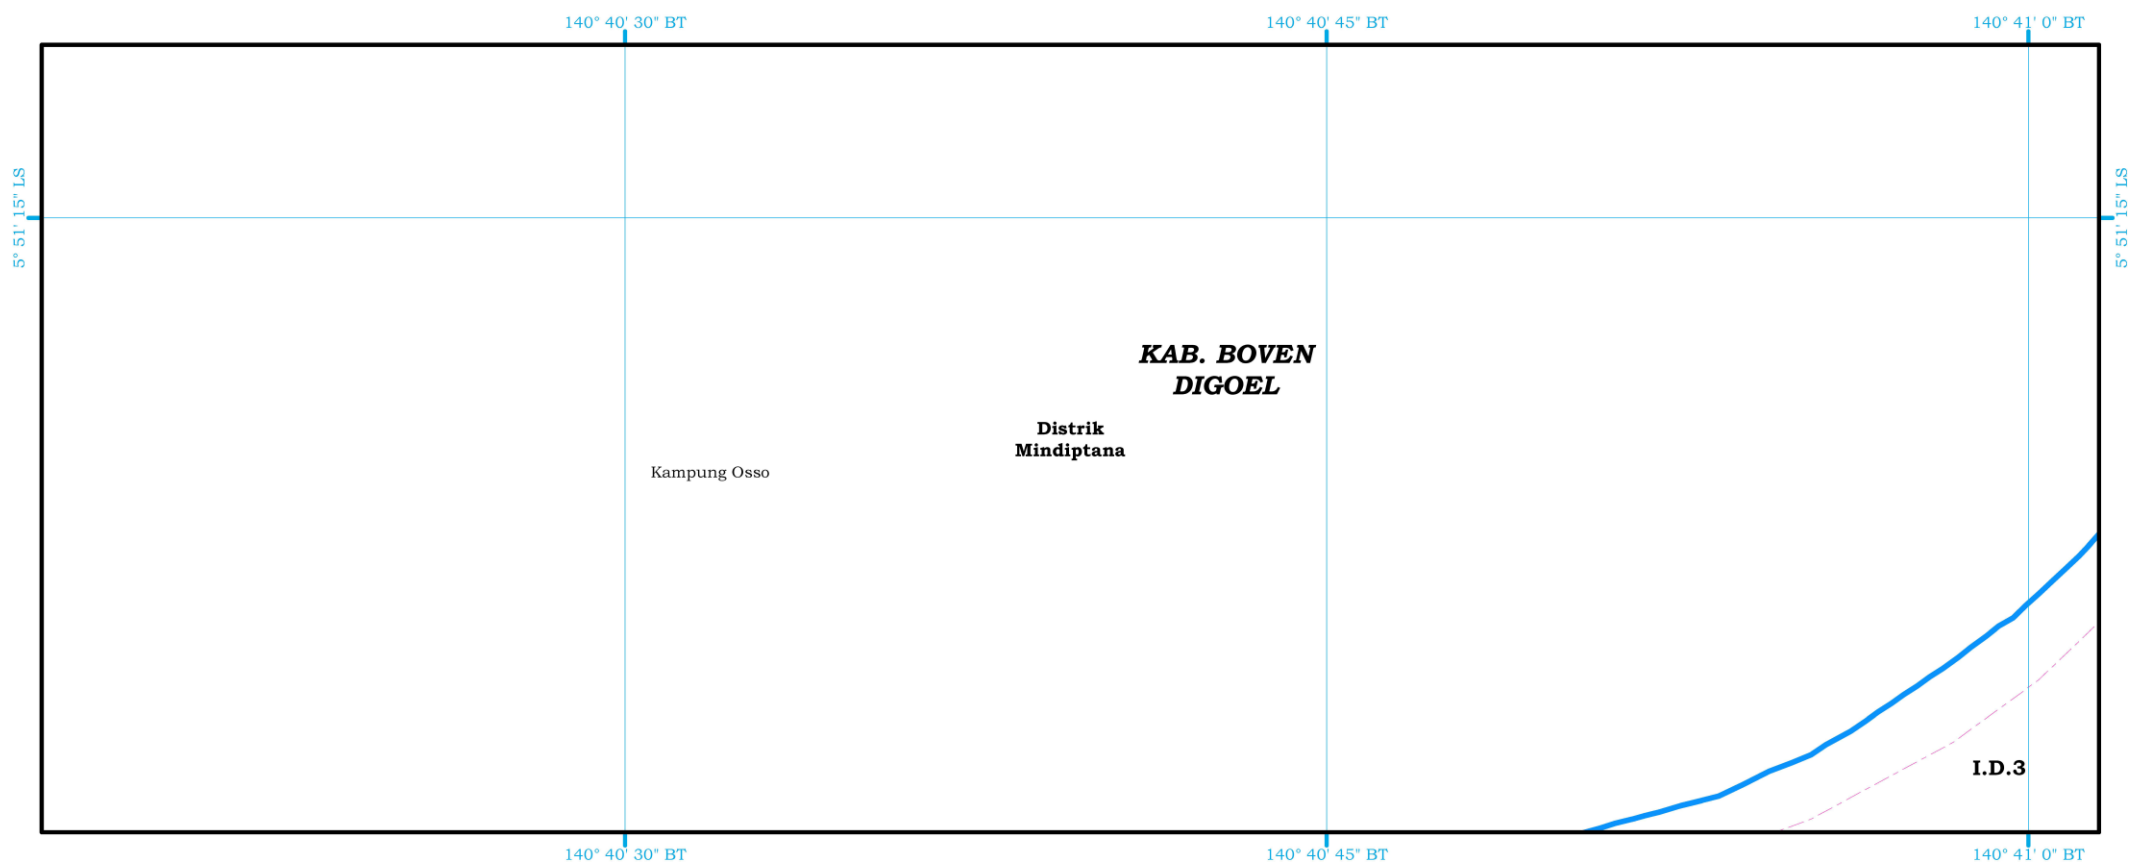 140° 40' 30" BT
140° 40' 45" BT
140° 41' 0" BT
5° 51' 15" LS
5° 51' 15" LS
KAB. BOVEN
DIGOEL
Distrik
Mindiptana
Kampung Osso
I.D.3
140° 40' 30" BT
140° 40' 45" BT
140° 41' 0" BT